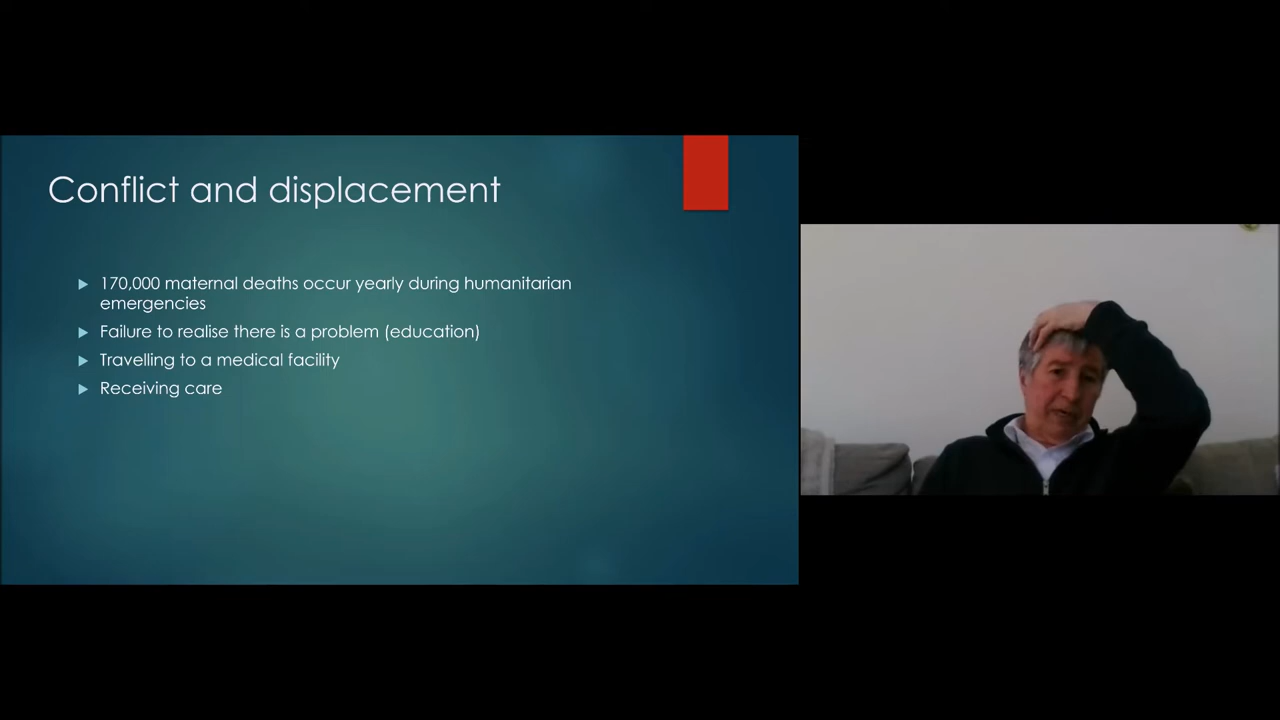 Conflict and displacement
170,000 maternal deaths occur yearly during humanitarian
emergencies
Failure to realise there is a problem (education)
Travelling to a medical facility
Receiving care